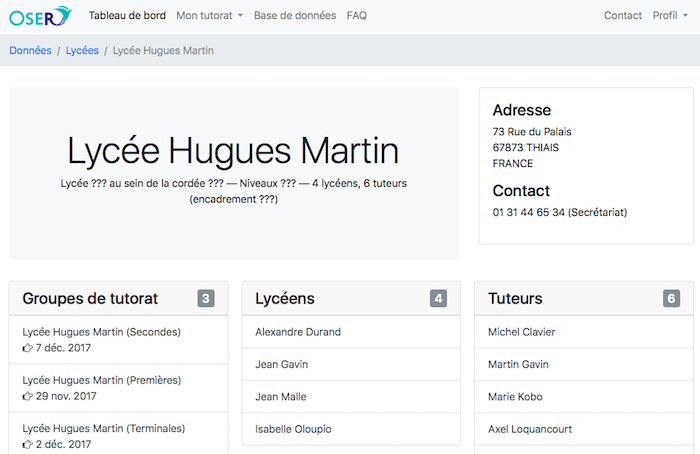 OSER
Tableau de bord
Mon tutorat
Base de données
FAQ
Contact
Profil
Données / Lycées / Lycée Hugues Martin
Lycée Hugues Martin
Lycée ??? au sein de la cordée ??? — Niveaux ??? — 4 lycéens, 6 tuteurs
(encadrement ???)
Adresse
73 Rue du Palais
67873 THIAIS
FRANCE
Contact
01 31 44 65 34 (Secrétariat)
Groupes de tutorat 3
Lycée Hugues Martin (Secondes)
7 déc. 2017
Lycée Hugues Martin (Premières)
29 nov. 2017
Lycée Hugues Martin (Terminales)
2 déc. 2017
Lycéens 4
Alexandre Durand
Jean Gavin
Jean Malle
Isabelle Oloupio
Tuteurs 6
Michel Clavier
Martin Gavin
Marie Kobo
Axel Loquancourt